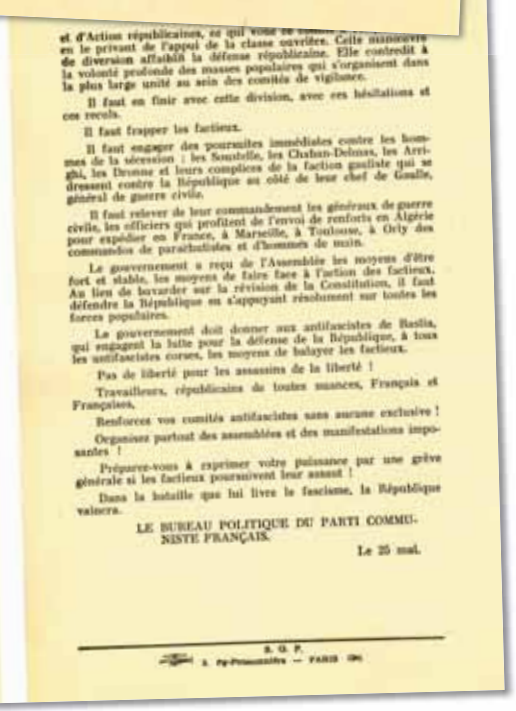 et d'Action républicaines, ce qui
en le privant de l'appui de la classe ouvrière. Cette manœuvre
de diversion affaiblit la défense républicaine. Elle contredit à
la volonté profonde des masses populaires qui s'organisent dans
la plus large unité au sein des comités de vigilance.
Il faut en finir avec cette division, avec ces hésitations et
ces reculs.
Il faut frapper les factieux.
Il faut engager des poursuites immédiates contre les hom-
mes de la sécession : les Soustelle, les Chaban-Delmas, les Arri-
ghi, les Dronne et leurs complices de la faction gaulliste qui se
dressent contre la République au côté de leur chef de Gaulle,
général de guerre civile.
Il faut relever de leur commandement les généraux de guerre
civile, les officiers qui profitent de l'envoi de renforts en Algérie
pour expédier en France, à Marseille, à Toulouse, à Orly des
commandos de parachutistes et d'hommes de main.
Le gouvernement a reçu de l'Assemblée les moyens d'être
fort et stable, les moyens de faire face à l'action des factieux.
Au lieu de bavarder sur la révision de la Constitution, il faut
défendre la République en s'appuyant résolument sur toutes les
forces populaires.
Le gouvernement doit donner aux antifascistes de Bastia,
qui engagent la lutte pour la défense de la République, à tous
les antifascistes corses, les moyens de balayer les factieux.
Pas de liberté pour les assassins de la liberté !
Travailleurs, républicains de toutes nuances, Français et
Françaises,
Renforcez vos comités antifascistes sans aucune exclusive !
Organisez partout des assemblées et des manifestations impo-
santes !
Préparez-vous à exprimer votre puissance par une grève
générale si les factieux poursuivent leur assaut !
Dans la bataille que lui livre le fascisme, la République
vaincra.
LE BUREAU POLITIQUE DU PARTI COMMU-
NISTE FRANÇAIS.
Le 25 mai.
PARIS